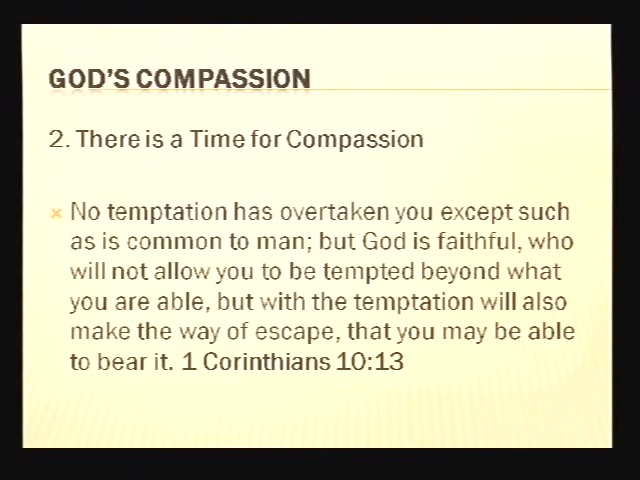 GOD'S COMPASSION
2. There is a Time for Compassion
No temptation has overtaken you except such
as is common to man; but God is faithful, who
will not allow you to be tempted beyond what
you are able, but with the temptation will also
make the way of escape, that you may be able
to bear it. 1 Corinthians 10:13